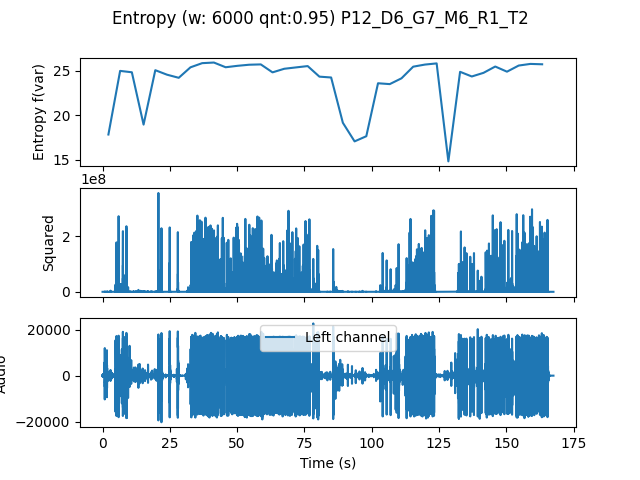 Entropy (w: 6000 qnt:0.95) P12_D6_G7_M6_R1_T2
Entropy f(var)
25
20
15
1e8
Squared
2
0
Audio
20000
0
−20000
Left channel
0 25 50 75 100 125 150 175
Time (s)